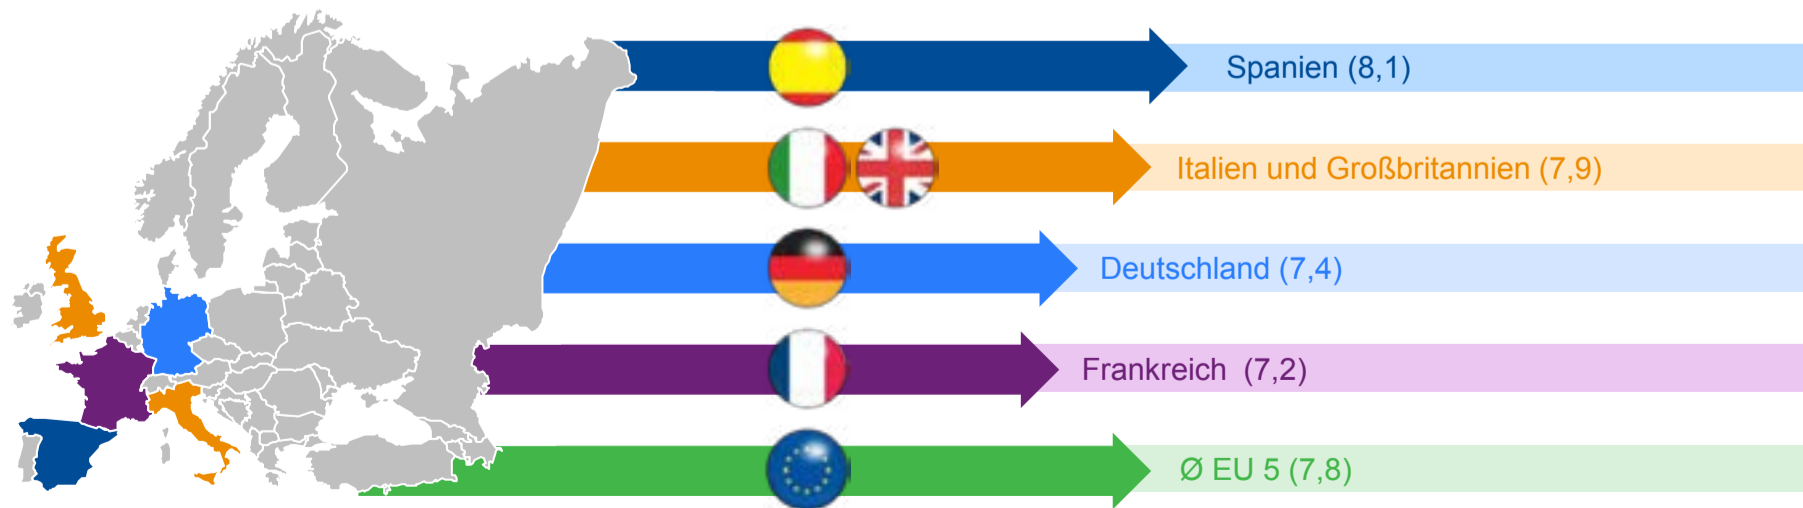 Spanien (8,1)
Italien und Großbritannien (7,9)
Deutschland (7,4)
Frankreich (7,2)
Ø EU 5 (7,8)